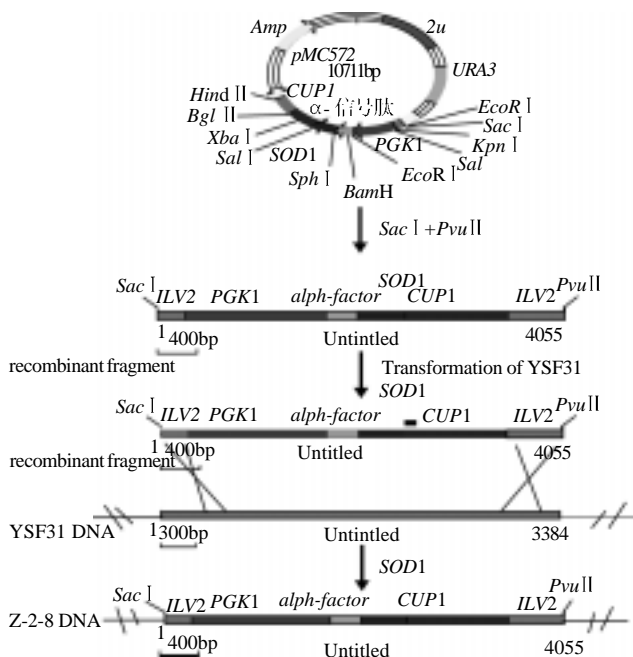 Amp
2u
pMC572
10711bp
URA3
Hind Ⅱ
CUP1
α- 信号肽
EcoR Ⅰ
Bgl Ⅱ
Sac Ⅰ
Xba Ⅰ
PGK1
Kpn Ⅰ
Sal Ⅰ
SOD1
Sal
Sph Ⅰ
EcoR Ⅰ
BamH
Sac Ⅰ +Pvu Ⅱ
Sac Ⅰ
SOD1
Pvu Ⅱ
ILV2 PGK1 alph-factor CUP1 ILV2
1 400bp
Untinted
4055
recombinant fragment
Transformation of YSF31
Sac Ⅰ
SOD1
Pvu Ⅱ
ILV2 PGK1 alph-factor CUP1 ILV2
1 400bp
Untitled
4055
recombinant fragment
YSF31 DNA
1 300bp
Untintled
3384
SOD1
Sac Ⅰ
Pvu Ⅱ
ILV2 PGK1 alph-factor CUP1 ILV2
Z-2-8 DNA
1 400bp
Untitled
4055